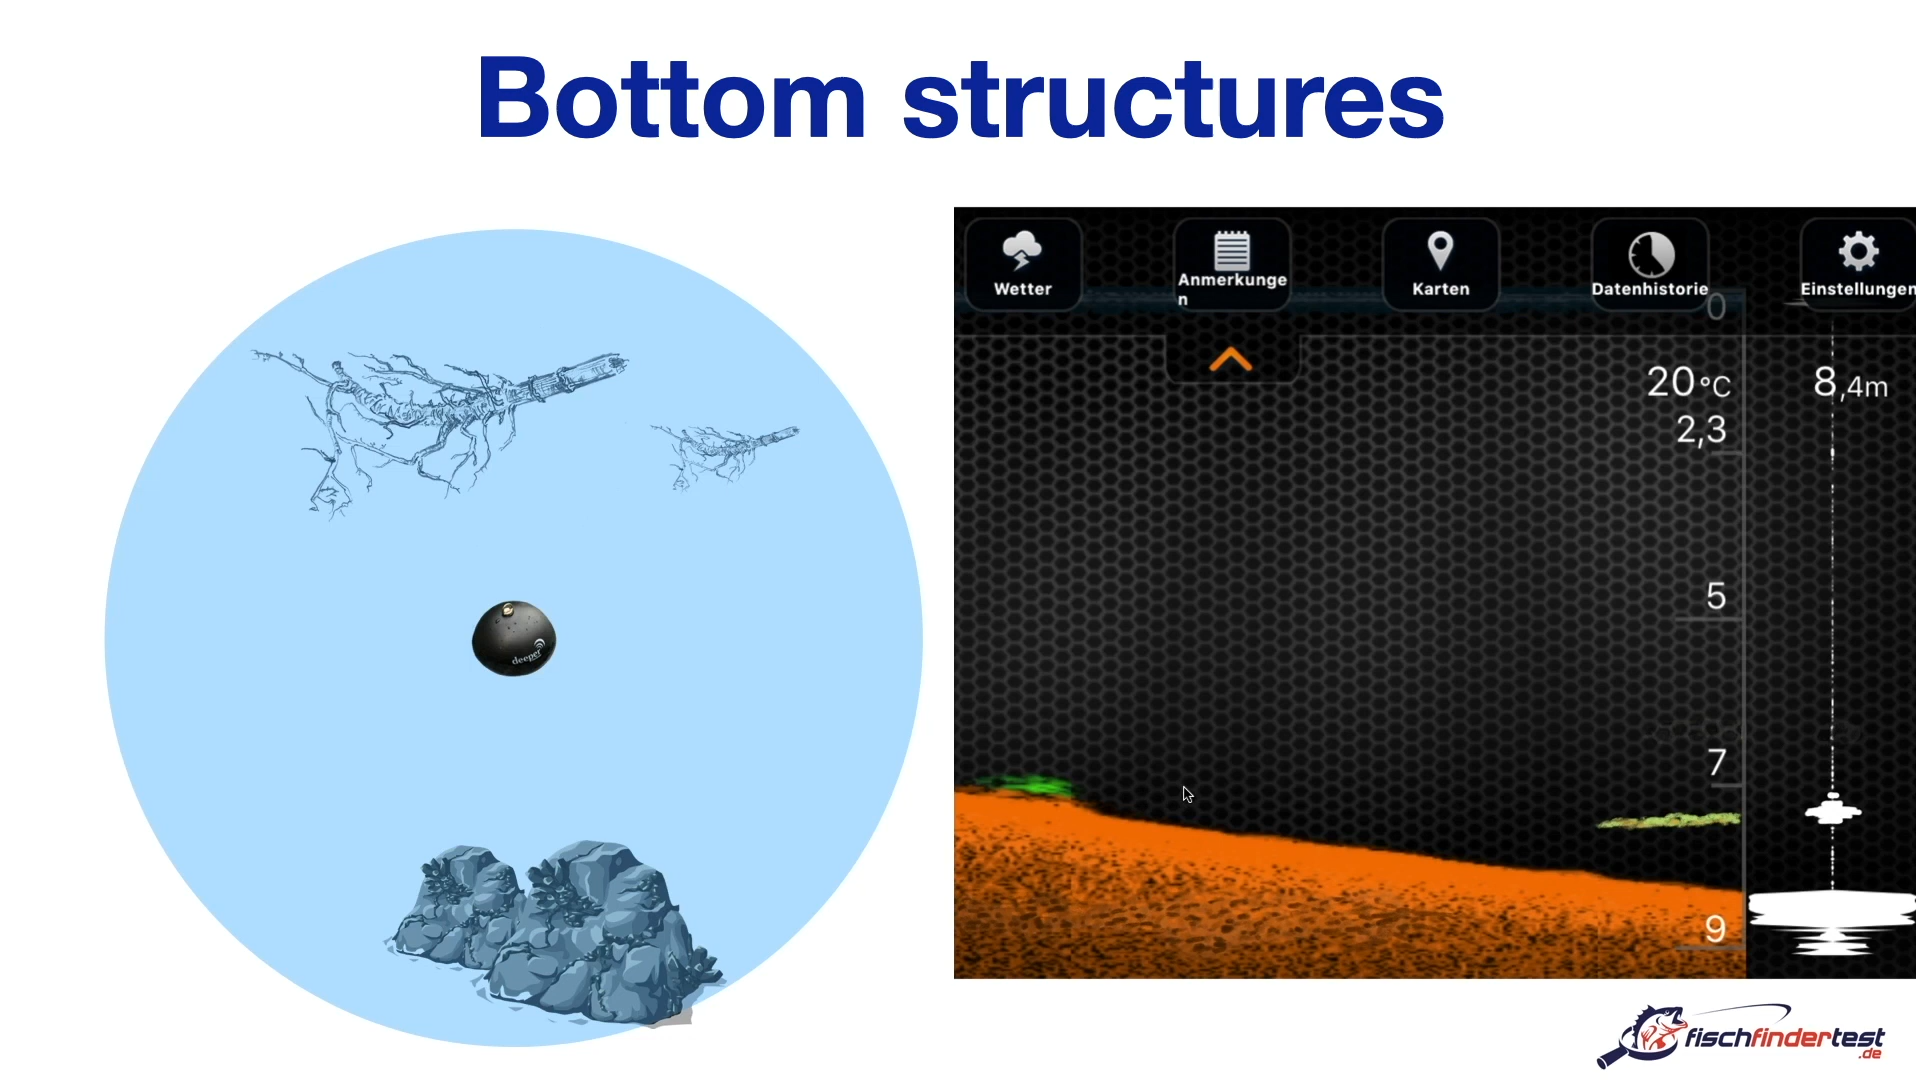 Bottom structures
Wetter
Anmerkunge
n
Karten
Datenhistorie
Einstellungen
0
20°C
8,4m
2,3
5
7
9
deeper
fischfindertest
.de